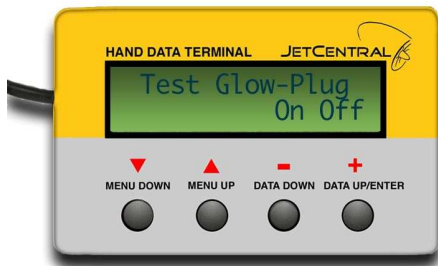 HAND DATA TERMINAL JETCENTRAL
Test Glow-Plug
On Off
MENU DOWN MENU UP DATA DOWN DATA UP/ENTER